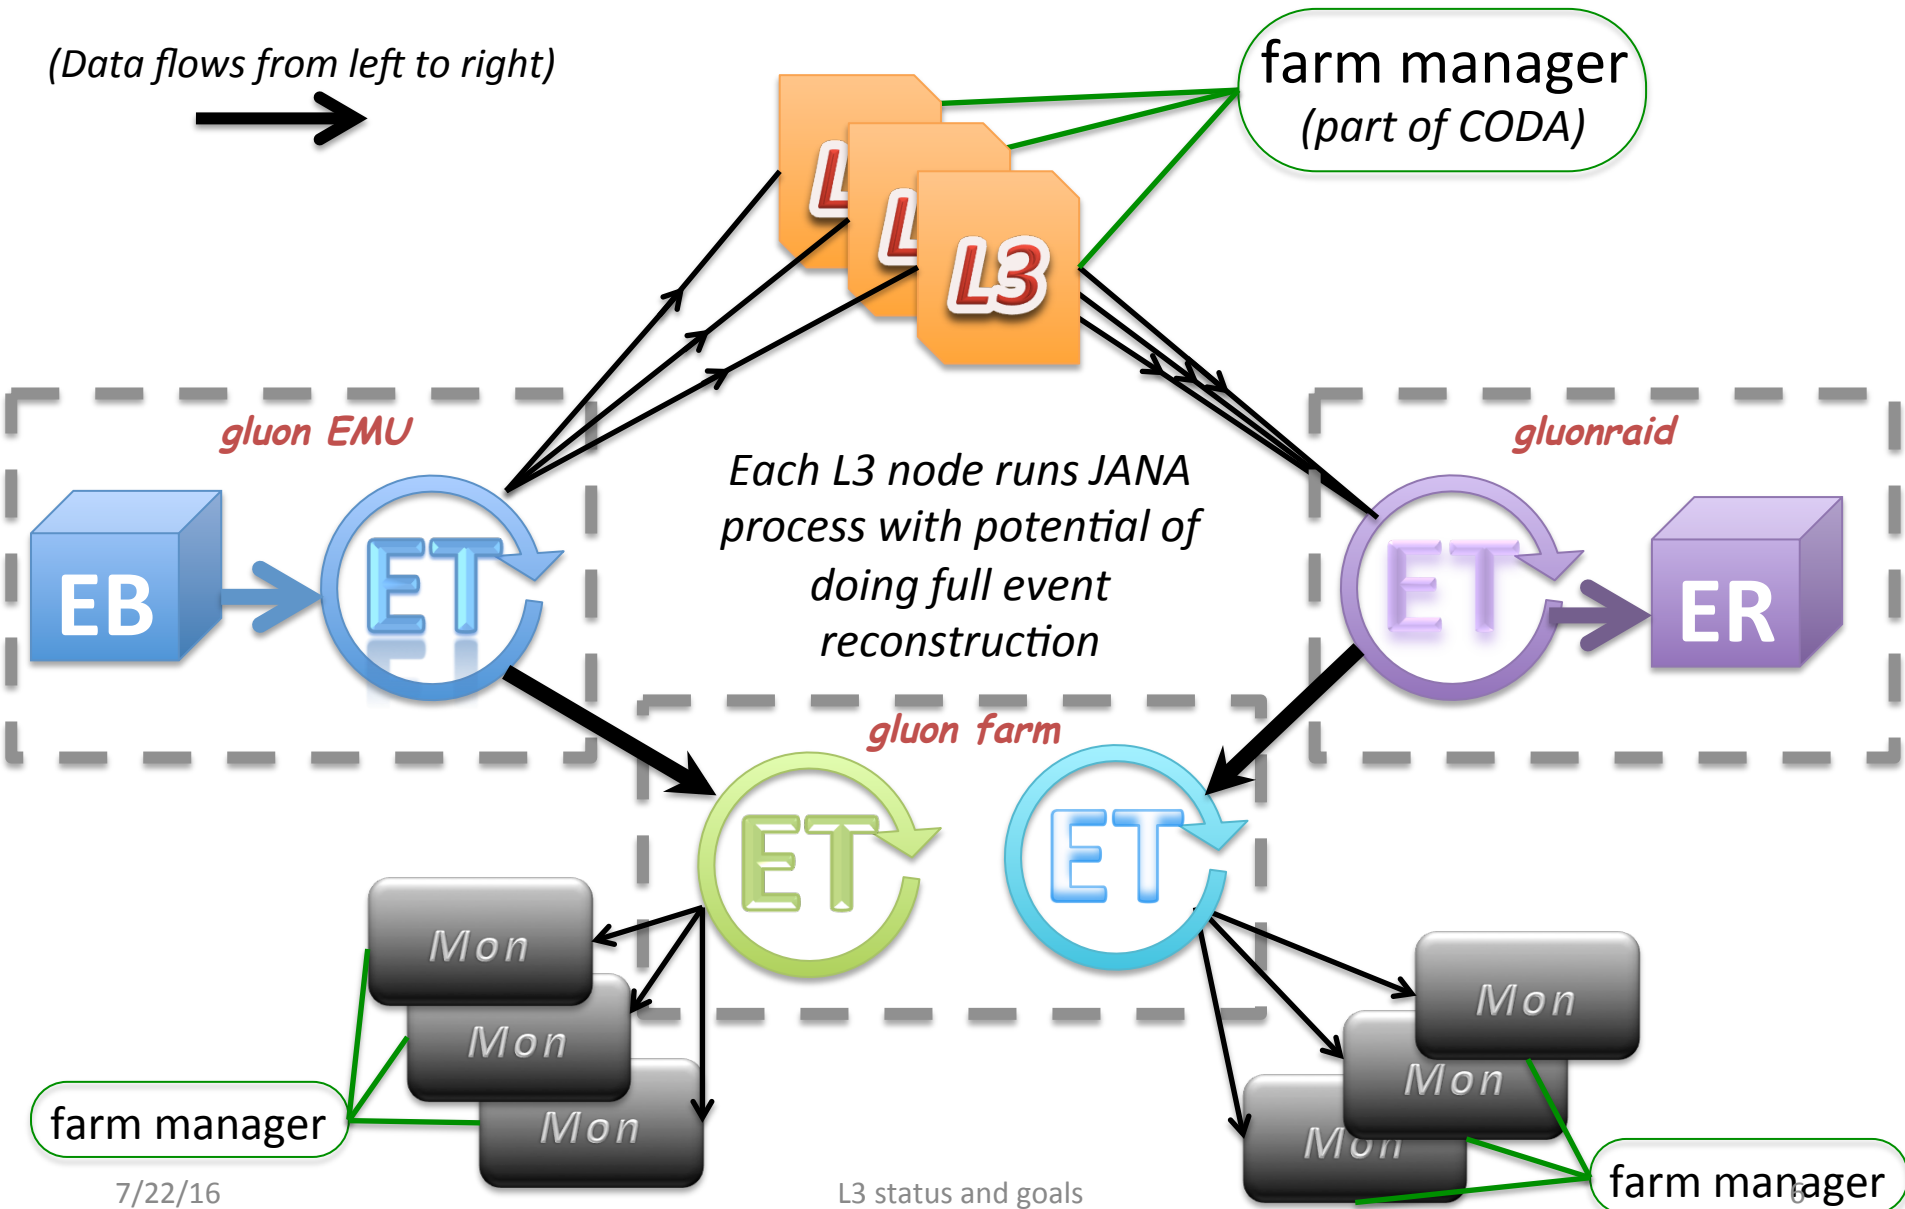 (Data flows from left to right)
farm manager
(part of CODA)
L
L
L3
gluon EMU
gluonraid
Each L3 node runs JANA
process with potential of
doing full event
reconstruction
EB
ET
ET
ER
gluon farm
ET
ET
Mon
Mon
Mon
Mon
Mon
Mon
farm manager
farm manager
7/22/16
L3 status and goals
6